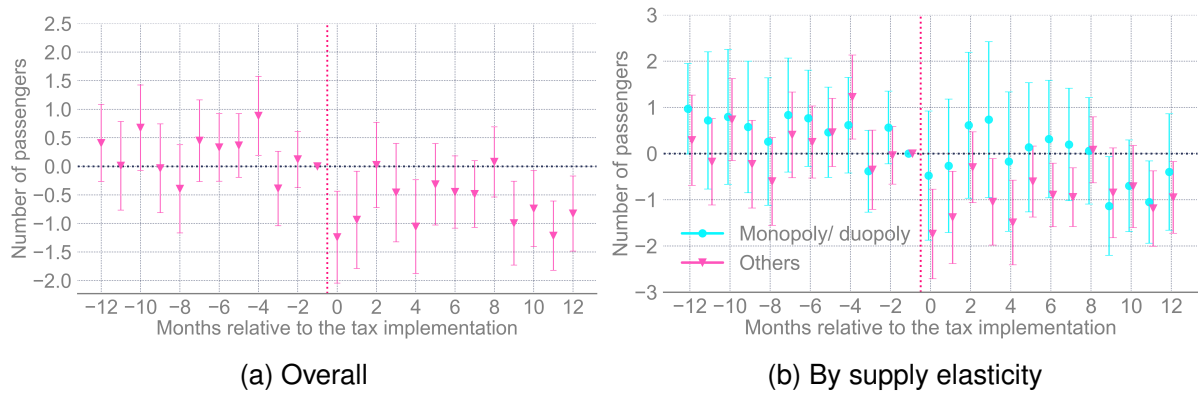 Number of passengers
2.5
2.0
1.5
1.0
0.5
0.0
−0.5
−1.0
−1.5
−2.0
−12 −10 −8 −6 −4 −2 0 2 4 6 8 10 12
Months relative to the tax implementation
(a) Overall
Number of passengers
3
2
1
0
−1
−2
−3
Monopoly/ duopoly
Others
−12 −10 −8 −6 −4 −2 0 2 4 6 8 10 12
Months relative to the tax implementation
(b) By supply elasticity